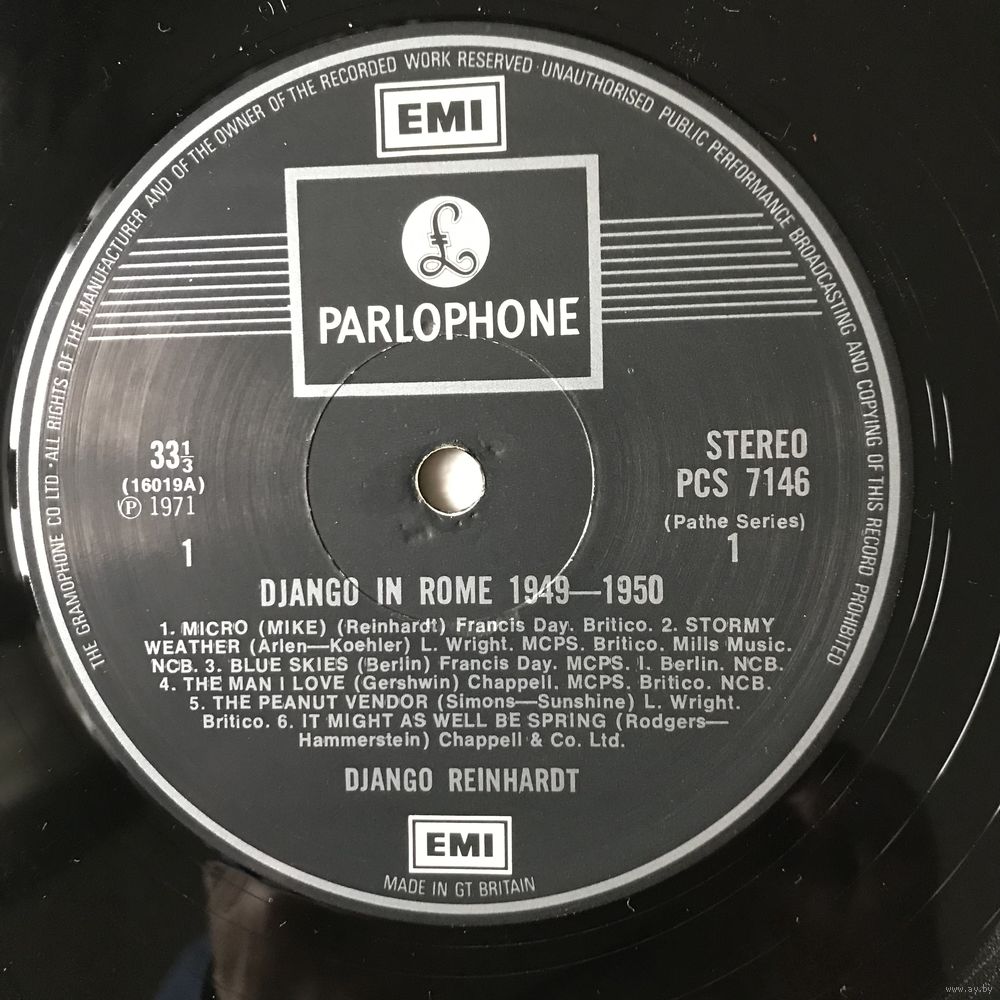 THE GRAMOPHONE CO LTD · ALL RIGHTS OF THE MANUFACTURER AND OF THE OWNER OF THE RECORDED WORK RESERVED · UNAUTHORISED PUBLIC PERFORMANCE BROADCASTING AND COPYING OF THIS RECORD PROHIBITED
EMI
£
PARLOPHONE
33⅓
(16019A)
Ⓟ 1971
1
STEREO
PCS 7146
(Pathe Series)
1
DJANGO IN ROME 1949—1950
1. MICRO (MIKE) (Reinhardt) Francis Day. Britico. 2. STORMY
WEATHER (Arlen—Koehler) L. Wright. MCPS. Britico. Mills Music.
NCB. 3. BLUE SKIES (Berlin) Francis Day. MCPS. I. Berlin. NCB.
4. THE MAN I LOVE (Gershwin) Chappell. MCPS. Britico. NCB.
5. THE PEANUT VENDOR (Simons—Sunshine) L. Wright.
Britico. 6. IT MIGHT AS WELL BE SPRING (Rodgers—
Hammerstein) Chappell & Co. Ltd.
DJANGO REINHARDT
EMI
MADE IN GT BRITAIN
www.ay.by